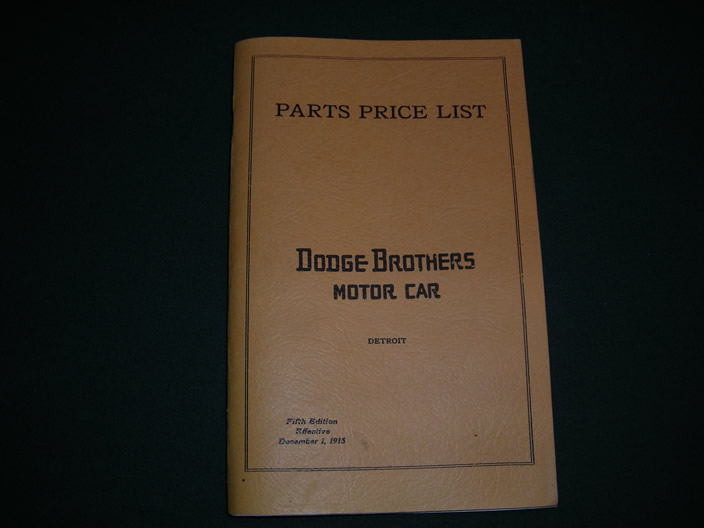 PARTS PRICE LIST
DODGE BROTHERS
MOTOR CAR
DETROIT
Fifth Edition
Effective
December 1, 1915